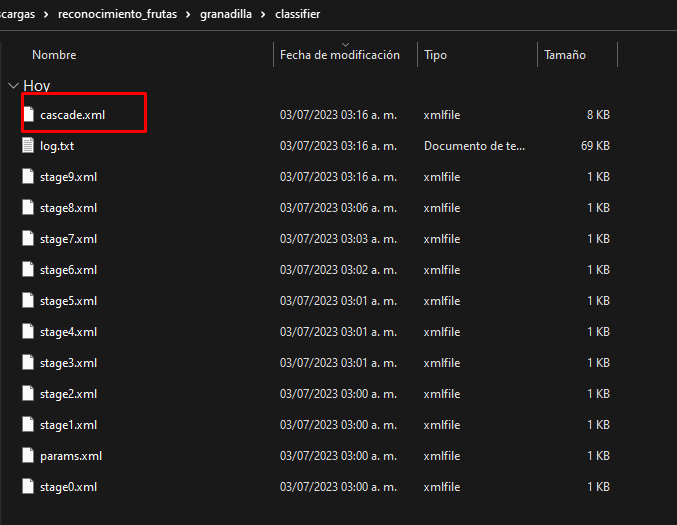 cargas > reconocimiento_frutas > granadilla > classifier
Nombre Fecha de modificación Tipo Tamaño
Hoy
cascade.xml 03/07/2023 03:16 a. m. xmlfile 8 KB
log.txt 03/07/2023 03:16 a. m. Documento de te... 69 KB
stage9.xml 03/07/2023 03:16 a. m. xmlfile 1 KB
stage8.xml 03/07/2023 03:06 a. m. xmlfile 1 KB
stage7.xml 03/07/2023 03:03 a. m. xmlfile 1 KB
stage6.xml 03/07/2023 03:02 a. m. xmlfile 1 KB
stage5.xml 03/07/2023 03:01 a. m. xmlfile 1 KB
stage4.xml 03/07/2023 03:01 a. m. xmlfile 1 KB
stage3.xml 03/07/2023 03:01 a. m. xmlfile 1 KB
stage2.xml 03/07/2023 03:00 a. m. xmlfile 1 KB
stage1.xml 03/07/2023 03:00 a. m. xmlfile 1 KB
params.xml 03/07/2023 03:00 a. m. xmlfile 1 KB
stage0.xml 03/07/2023 03:00 a. m. xmlfile 1 KB